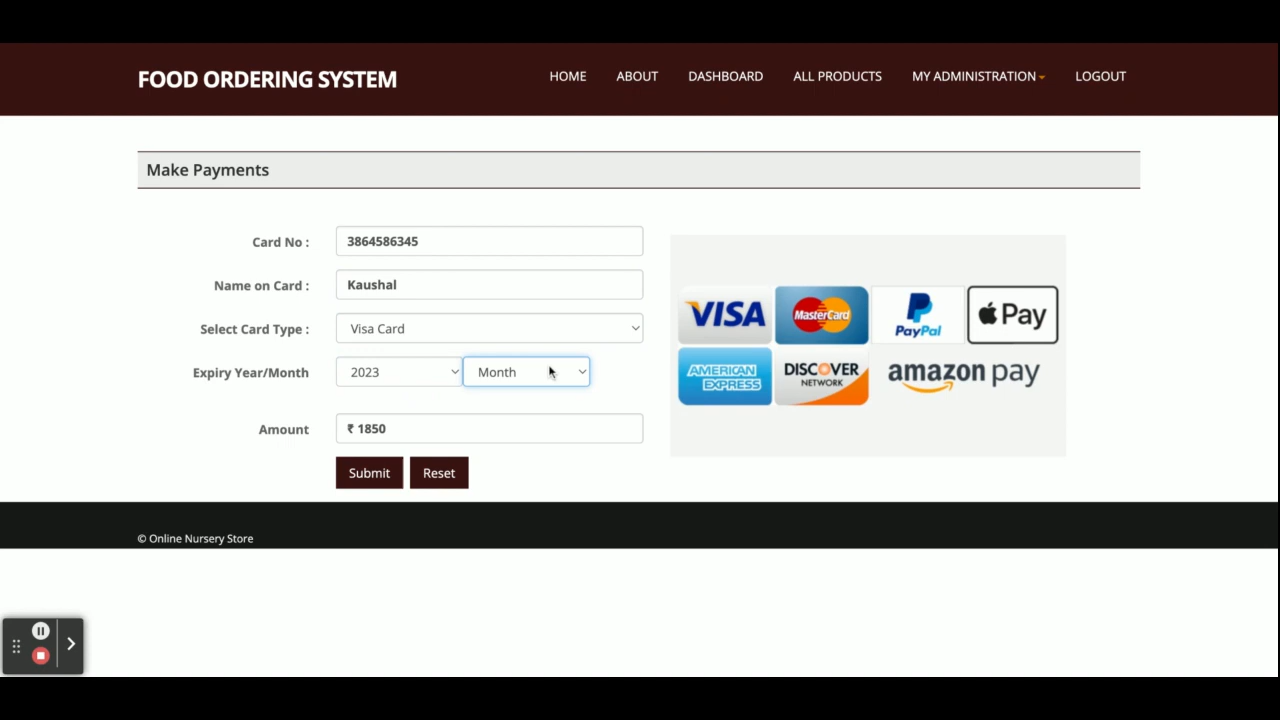 FOOD ORDERING SYSTEM
HOME ABOUT DASHBOARD ALL PRODUCTS MY ADMINISTRATION LOGOUT
Make Payments
Card No : 3864586345
Name on Card : Kaushal
Select Card Type : Visa Card
Expiry Year/Month 2023 Month
Amount ₹ 1850
Submit Reset
VISA MasterCard PayPal Pay
AMERICAN EXPRESS DISCOVER NETWORK amazon pay
© Online Nursery Store